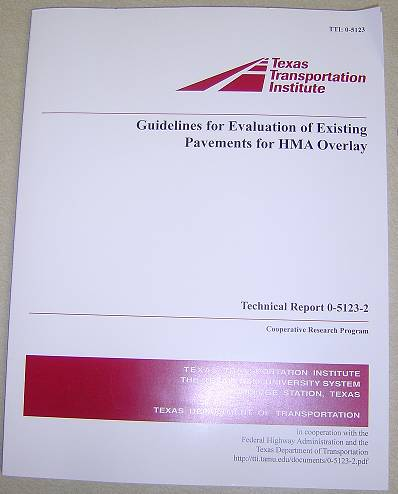 TTI: 0-5123
Texas
Transportation
Institute
Guidelines for Evaluation of Existing
Pavements for HMA Overlay
Technical Report 0-5123-2
Cooperative Research Program
TEXAS TRANSPORTATION INSTITUTE
THE TEXAS A&M UNIVERSITY SYSTEM
COLLEGE STATION, TEXAS
TEXAS DEPARTMENT OF TRANSPORTATION
in cooperation with the
Federal Highway Administration and the
Texas Department of Transportation
http://tti.tamu.edu/documents/0-5123-2.pdf